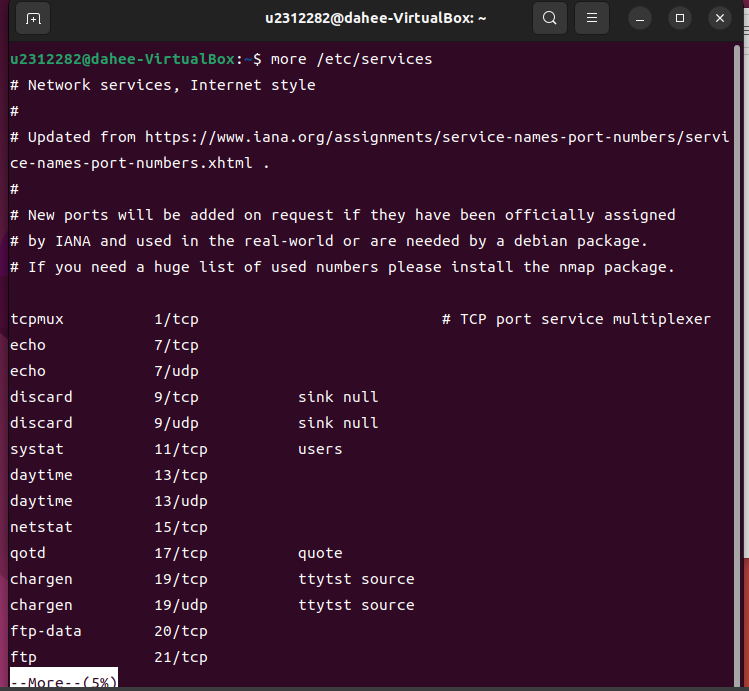 u2312282@dahee-VirtualBox: ~
u2312282@dahee-VirtualBox:~$ more /etc/services
# Network services, Internet style
#
# Updated from https://www.iana.org/assignments/service-names-port-numbers/servi
ce-names-port-numbers.xhtml .
#
# New ports will be added on request if they have been officially assigned
# by IANA and used in the real-world or are needed by a debian package.
# If you need a huge list of used numbers please install the nmap package.

tcpmux          1/tcp                           # TCP port service multiplexer
echo            7/tcp
echo            7/udp
discard         9/tcp           sink null
discard         9/udp           sink null
systat          11/tcp          users
daytime         13/tcp
daytime         13/udp
netstat         15/tcp
qotd            17/tcp          quote
chargen         19/tcp          ttytst source
chargen         19/udp          ttytst source
ftp-data        20/tcp
ftp             21/tcp
--More--(5%)